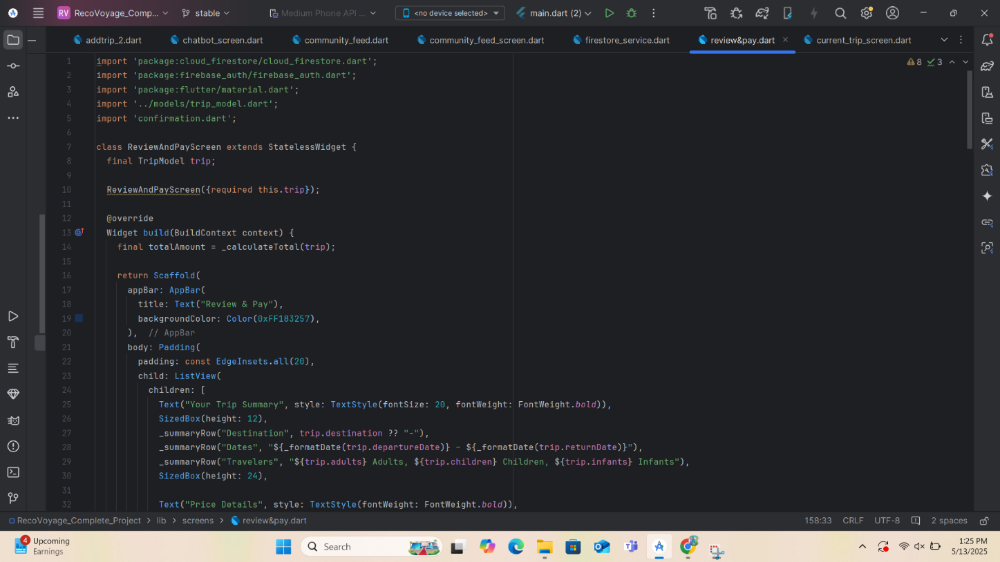 RV RecoVoyage_Comp... stable Medium Phone API ... <no device selected> main.dart (2)
addtrip_2.dart chatbot_screen.dart community_feed.dart community_feed_screen.dart firestore_service.dart review&pay.dart current_trip_screen.dart
8 3
1 import 'package:cloud_firestore/cloud_firestore.dart';
2 import 'package:firebase_auth/firebase_auth.dart';
3 import 'package:flutter/material.dart';
4 import '../models/trip_model.dart';
5 import 'confirmation.dart';
6
7 class ReviewAndPayScreen extends StatelessWidget {
8 final TripModel trip;
9
10 ReviewAndPayScreen({required this.trip});
11
12 @override
13 Widget build(BuildContext context) {
14 final totalAmount = _calculateTotal(trip);
15
16 return Scaffold(
17 appBar: AppBar(
18 title: Text("Review & Pay"),
19 backgroundColor: Color(0xFF183257),
20 ), // AppBar
21 body: Padding(
22 padding: const EdgeInsets.all(20),
23 child: ListView(
24 children: [
25 Text("Your Trip Summary", style: TextStyle(fontSize: 20, fontWeight: FontWeight.bold)),
26 SizedBox(height: 12),
27 _summaryRow("Destination", trip.destination ?? "-"),
28 _summaryRow("Dates", "${_formatDate(trip.departureDate)} - ${_formatDate(trip.returnDate)}"),
29 _summaryRow("Travelers", "${trip.adults} Adults, ${trip.children} Children, ${trip.infants} Infants"),
30 SizedBox(height: 24),
31
32 Text("Price Details", style: TextStyle(fontWeight: FontWeight.bold)),
RecoVoyage_Complete_Project > lib > screens > review&pay.dart 158:33 CRLF UTF-8 2 spaces
4 Upcoming
Earnings
Search
1:25 PM
5/13/2025